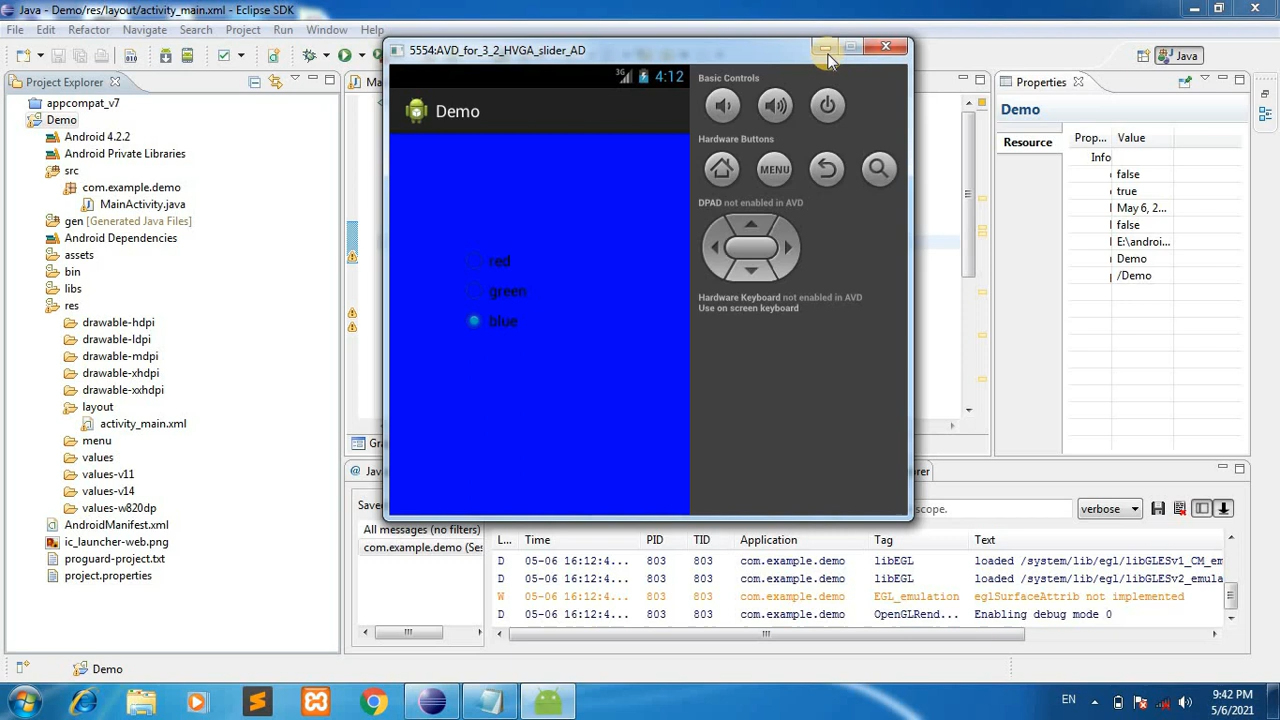 Java - Demo/res/layout/activity_main.xml - Eclipse SDK
File Edit Refactor Navigate Search Project Run Window Help
Java
Project Explorer
appcompat_v7
Demo
Android 4.2.2
Android Private Libraries
src
com.example.demo
MainActivity.java
gen [Generated Java Files]
Android Dependencies
assets
bin
libs
res
drawable-hdpi
drawable-ldpi
drawable-mdpi
drawable-xhdpi
drawable-xxhdpi
layout
activity_main.xml
menu
values
values-v11
values-v14
values-w820dp
AndroidManifest.xml
ic_launcher-web.png
proguard-project.txt
project.properties
5554:AVD_for_3_2_HVGA_slider_AD
3G 4:12
Demo
red
green
blue
Basic Controls
Hardware Buttons
MENU
DPAD not enabled in AVD
Hardware Keyboard not enabled in AVD
Use on screen keyboard
Properties
Demo
Resource
Prop... Value
Info
false
true
May 6, 2...
false
E:\androi...
Demo
/Demo
All messages (no filters)
com.example.demo (Ses
scope.
verbose
L... Time PID TID Application Tag Text
D 05-06 16:12:4... 803 803 com.example.demo libEGL loaded /system/lib/egl/libGLESv1_CM_em
D 05-06 16:12:4... 803 803 com.example.demo libEGL loaded /system/lib/egl/libGLESv2_emula
W 05-06 16:12:4... 803 803 com.example.demo EGL_emulation eglSurfaceAttrib not implemented
D 05-06 16:12:4... 803 803 com.example.demo OpenGLRend... Enabling debug mode 0
Demo
EN
9:42 PM
5/6/2021